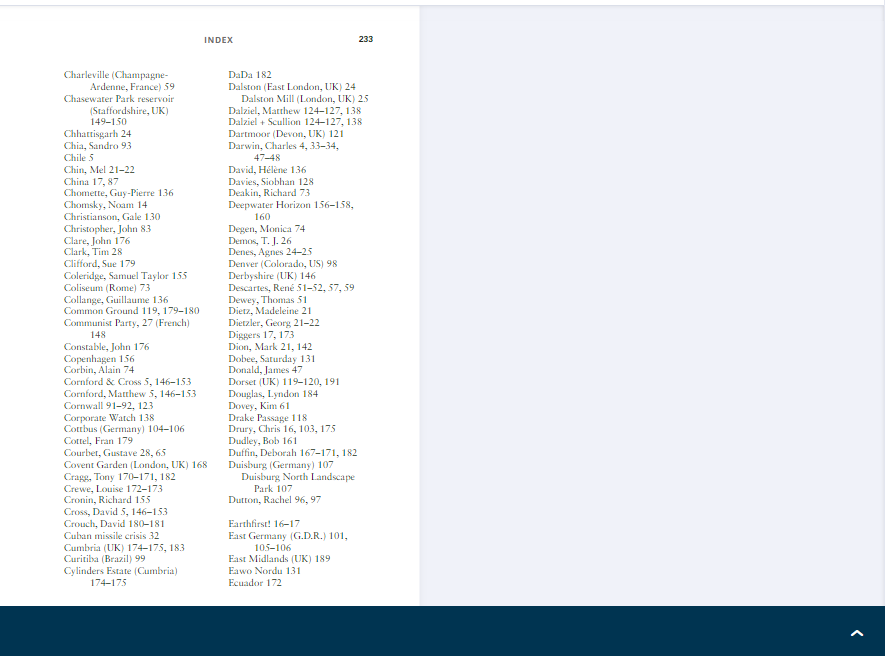 INDEX 233
Charleville (Champagne-
Ardenne, France) 59
Chasewater Park reservoir
(Staffordshire, UK)
149–150
Chhattisgarh 24
Chia, Sandro 93
Chile 5
Chin, Mel 21–22
China 17, 87
Chomette, Guy-Pierre 136
Chomsky, Noam 14
Christianson, Gale 130
Christopher, John 83
Clare, John 176
Clark, Tim 28
Clifford, Sue 179
Coleridge, Samuel Taylor 155
Coliseum (Rome) 73
Collange, Guillaume 136
Common Ground 119, 179–180
Communist Party, 27 (French)
148
Constable, John 176
Copenhagen 156
Corbin, Alain 74
Cornford & Cross 5, 146–153
Cornford, Matthew 5, 146–153
Cornwall 91–92, 123
Corporate Watch 138
Cottbus (Germany) 104–106
Cottel, Fran 179
Courbet, Gustave 28, 65
Covent Garden (London, UK) 168
Cragg, Tony 170–171, 182
Crewe, Louise 172–173
Cronin, Richard 155
Cross, David 5, 146–153
Crouch, David 180–181
Cuban missile crisis 32
Cumbria (UK) 174–175, 183
Curitiba (Brazil) 99
Cylinders Estate (Cumbria)
174–175
DaDa 182
Dalston (East London, UK) 24
Dalston Mill (London, UK) 25
Dalziel, Matthew 124–127, 138
Dalziel + Scullion 124–127, 138
Dartmoor (Devon, UK) 121
Darwin, Charles 4, 33–34,
47–48
David, Hélène 136
Davies, Siobhan 128
Deakin, Richard 73
Deepwater Horizon 156–158,
160
Degen, Monica 74
Demos, T. J. 26
Denes, Agnes 24–25
Denver (Colorado, US) 98
Derbyshire (UK) 146
Descartes, René 51–52, 57, 59
Dewey, Thomas 51
Dietz, Madeleine 21
Dietzler, Georg 21–22
Diggers 17, 173
Dion, Mark 21, 142
Dobee, Saturday 131
Donald, James 47
Dorset (UK) 119–120, 191
Douglas, Lyndon 184
Dovey, Kim 61
Drake Passage 118
Drury, Chris 16, 103, 175
Dudley, Bob 161
Duffin, Deborah 167–171, 182
Duisburg (Germany) 107
Duisburg North Landscape
Park 107
Dutton, Rachel 96, 97
Earthfirst! 16–17
East Germany (G.D.R.) 101,
105–106
East Midlands (UK) 189
Eawo Nordu 131
Ecuador 172